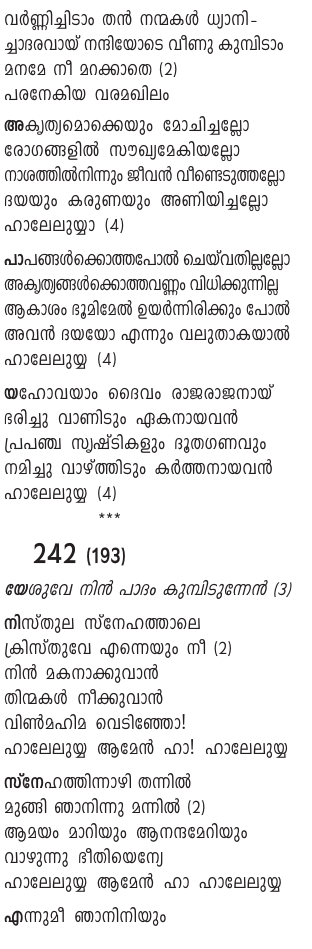 വർണ്ണിച്ചിടാം തൻ നന്മകൾ ധ്യാനി-
ച്ചാദരവായ് നന്ദിയോടെ വീണു കുമ്പിടാം
മനമേ നീ മറക്കാതെ (2)
പരനേകിയ വരമഖിലം
അകൃത്യമൊക്കെയും മോചിച്ചല്ലോ
രോഗങ്ങളിൽ സൗഖ്യമേകിയല്ലോ
നാശത്തിൽനിന്നും ജീവൻ വീണ്ടെടുത്തല്ലോ
ദയയും കരുണയും അണിയിച്ചല്ലോ
ഹാലേലുയ്യാ (4)
പാപങ്ങൾക്കൊത്തപോൽ ചെയ്‌വതില്ലല്ലോ
അകൃത്യങ്ങൾക്കൊത്തവണ്ണം വിധിക്കുന്നില്ല
ആകാശം ഭൂമിമേൽ ഉയർന്നിരിക്കും പോൽ
അവൻ ദയയോ എന്നും വലുതാകയാൽ
ഹാലേലുയ്യ (4)
യഹോവയാം ദൈവം രാജരാജനായ്
ഭരിച്ചു വാണിടും ഏകനായവൻ
പ്രപഞ്ച സൃഷ്ടികളും ദൂതഗണവും
നമിച്ചു വാഴ്ത്തിടും കർത്തനായവൻ
ഹാലേലുയ്യ (4)
***
242 (193)
യേശുവേ നിൻ പാദം കുമ്പിടുന്നേൻ (3)
നിസ്തുല സ്നേഹത്താലെ
ക്രിസ്തുവേ എന്നെയും നീ (2)
നിൻ മകനാക്കുവാൻ
തിന്മകൾ നീക്കുവാൻ
വിൺമഹിമ വെടിഞ്ഞോ!
ഹാലേലുയ്യ ആമേൻ ഹാ! ഹാലേലുയ്യ
സ്നേഹത്തിന്നാഴി തന്നിൽ
മുങ്ങി ഞാനിന്നു മന്നിൽ (2)
ആമയം മാറിയും ആനന്ദമേറിയും
വാഴുന്നു ഭീതിയെന്യേ
ഹാലേലുയ്യ ആമേൻ ഹാ ഹാലേലുയ്യ
എന്നുമീ ഞാനിനിയും